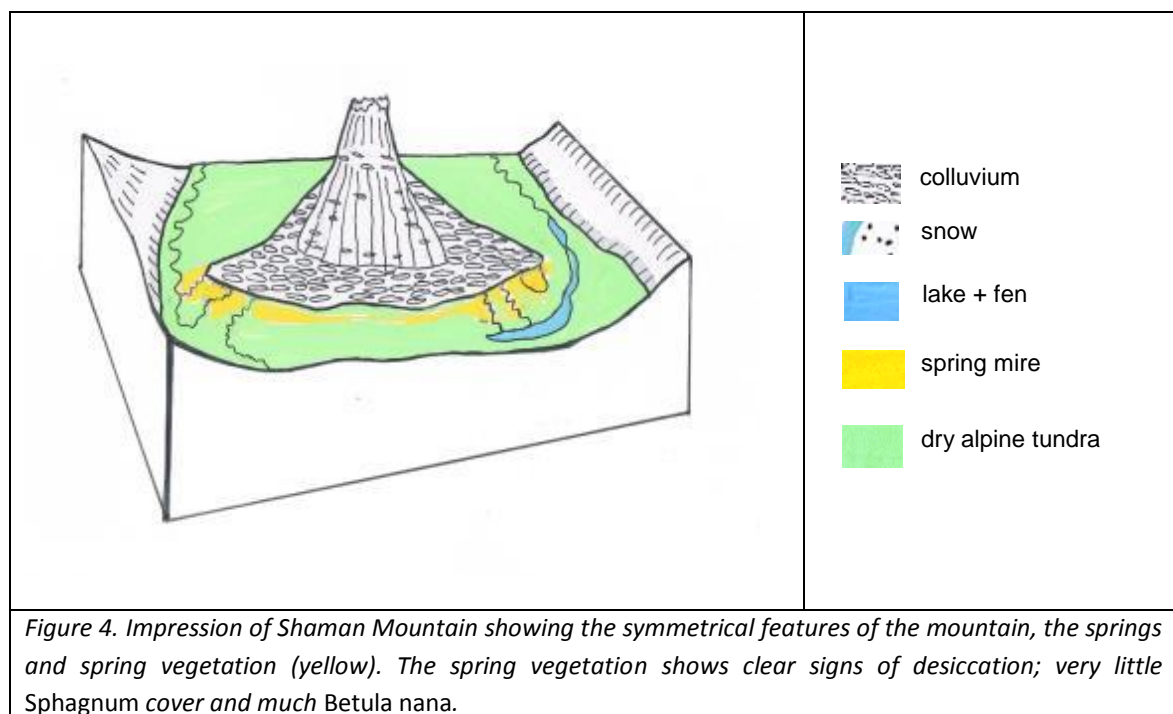 colluvium
snow
lake + fen
spring mire
dry alpine tundra
Figure 4. Impression of Shaman Mountain showing the symmetrical features of the mountain, the springs
and spring vegetation (yellow). The spring vegetation shows clear signs of desiccation; very little
Sphagnum cover and much Betula nana.